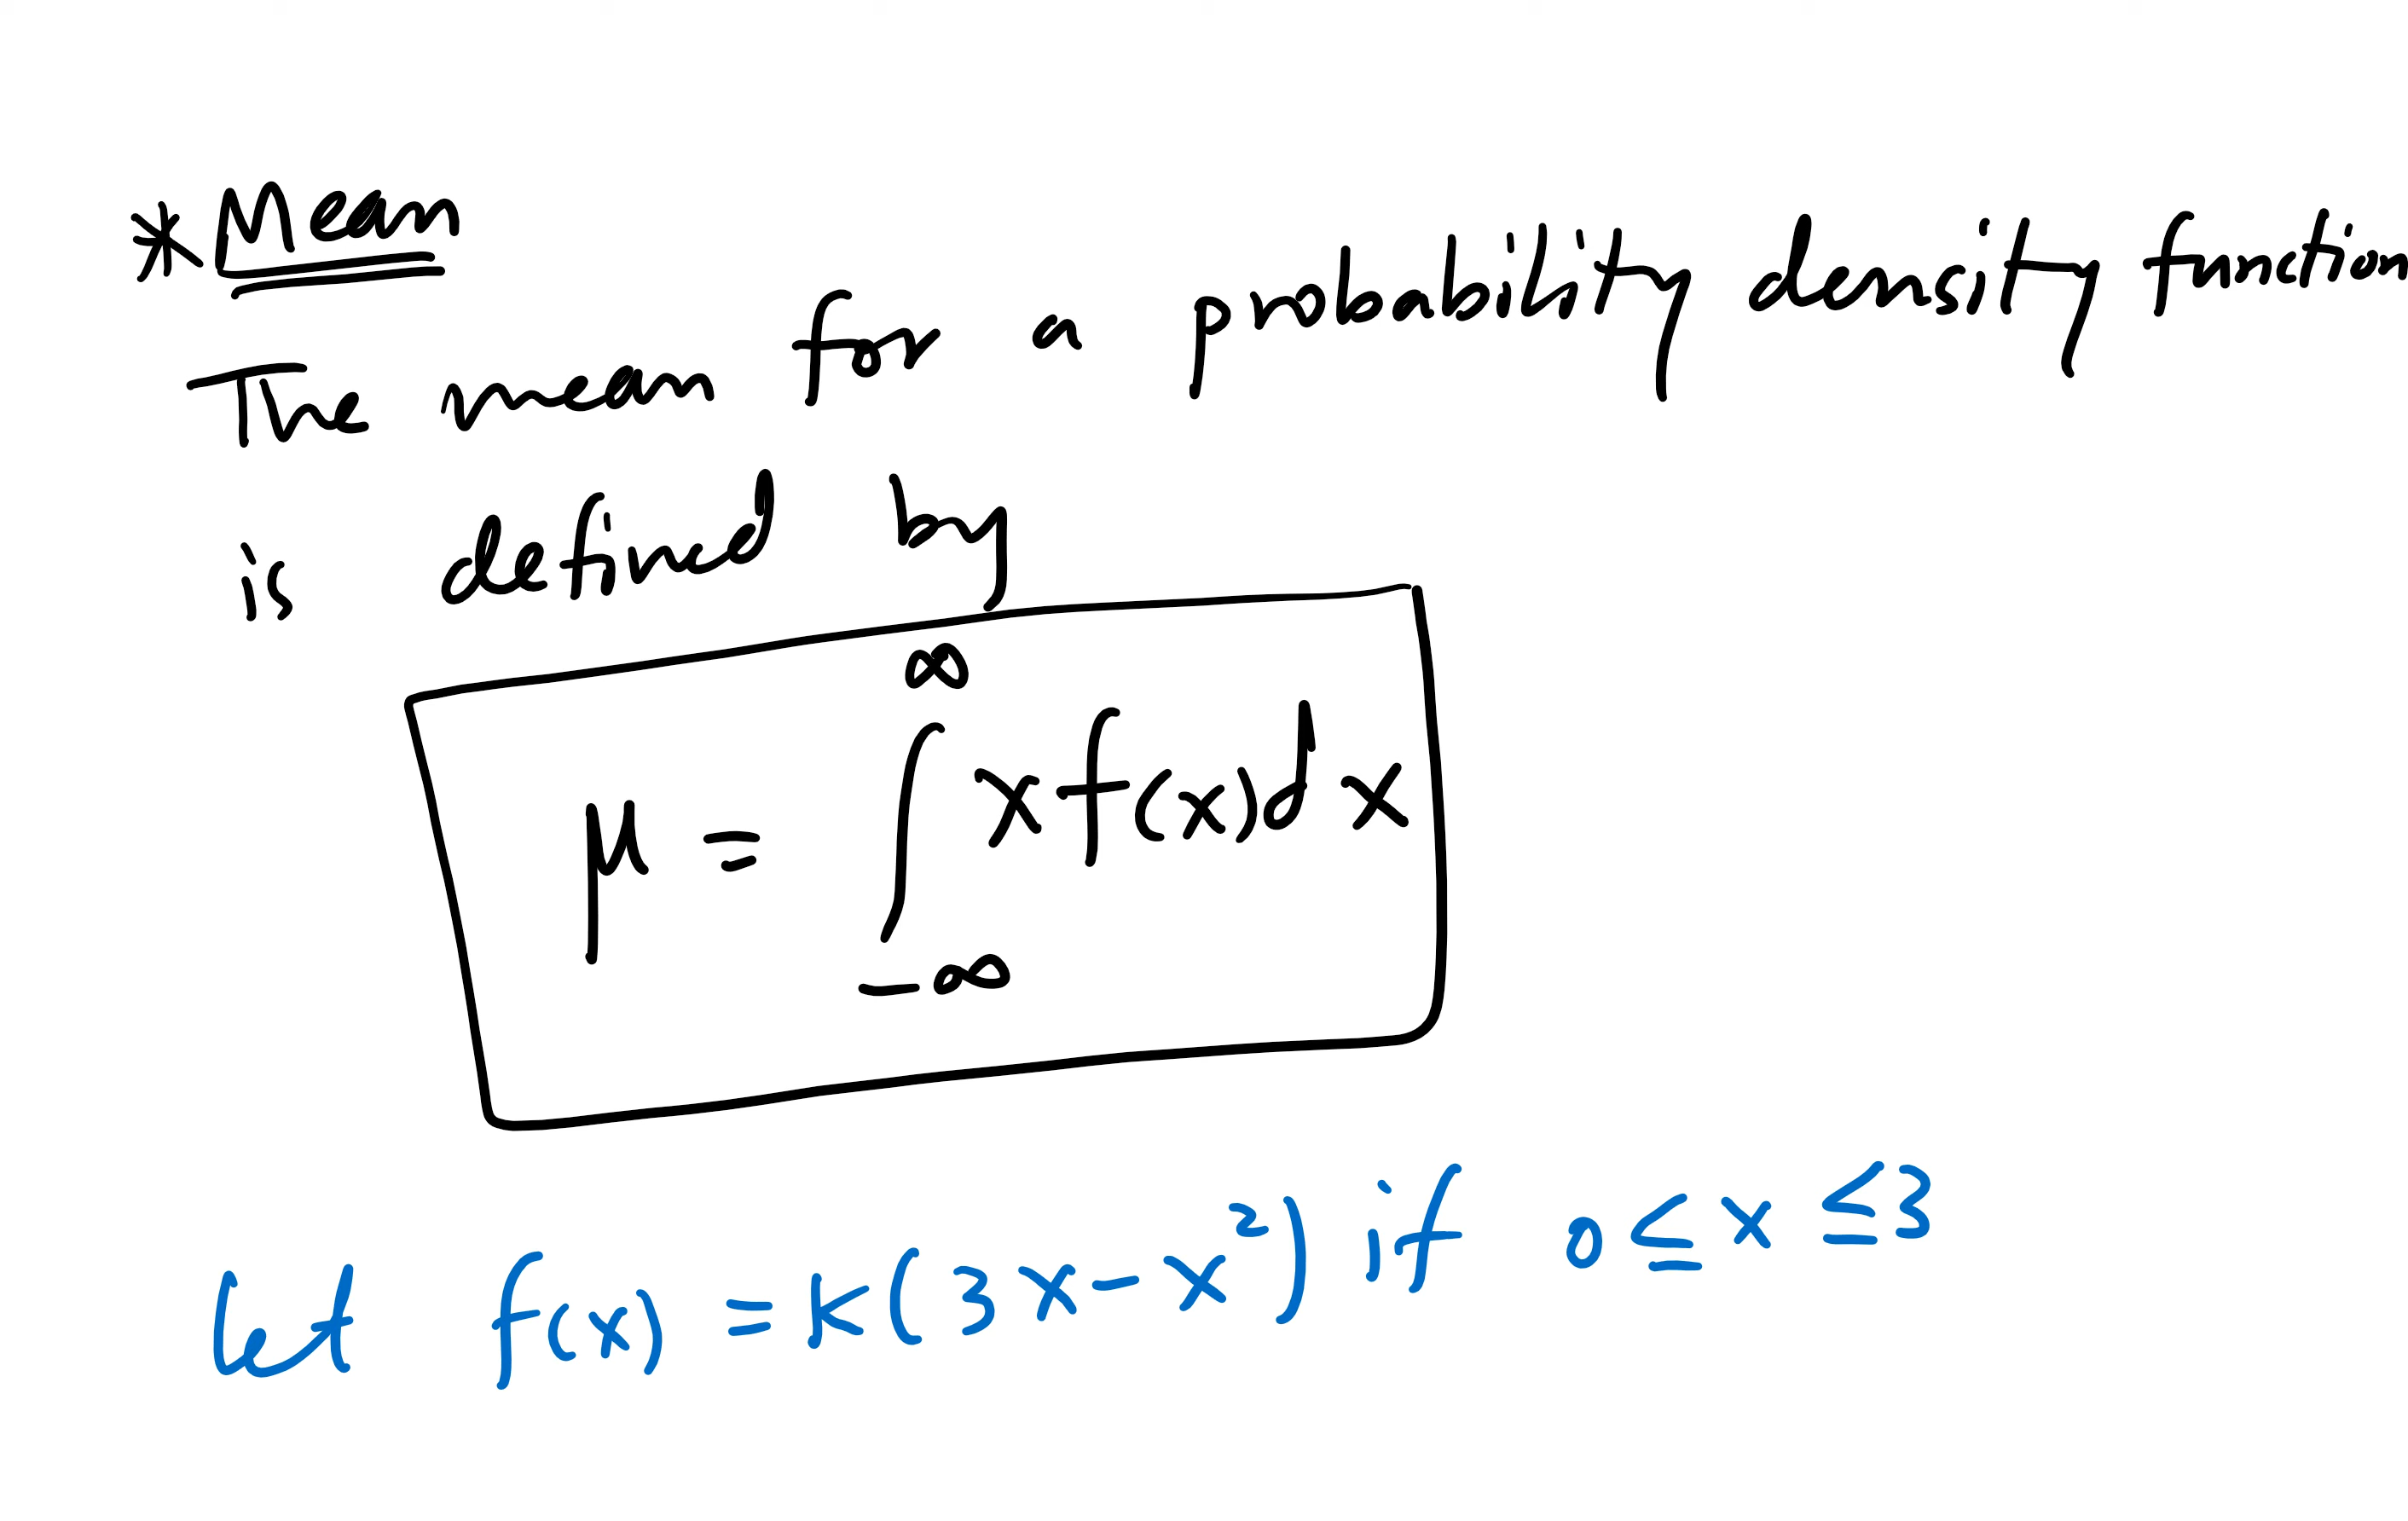 * Mean
The mean for a probability density function
is defined by
μ = ∫_{-∞}^{∞} x f(x) dx
let f(x) = k(3x - x²) if 0 ≤ x ≤ 3